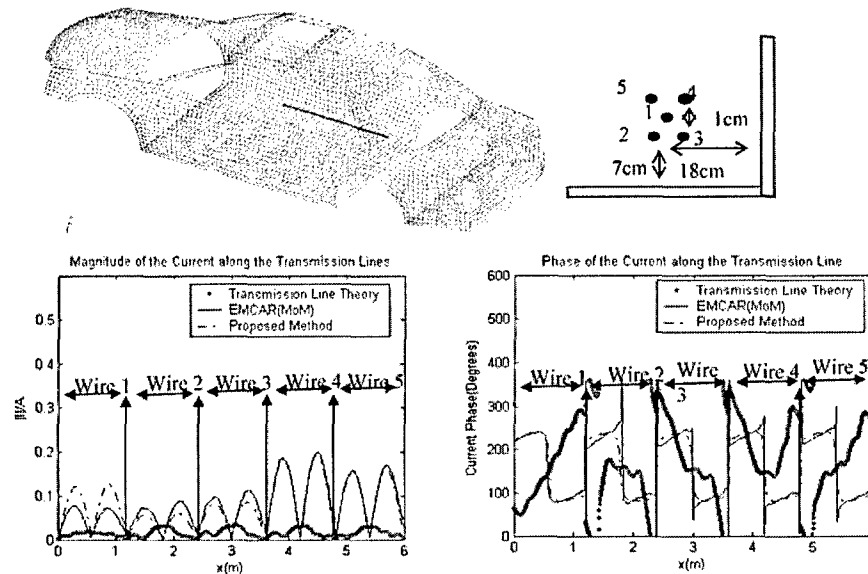 5
4
1
1cm
2
3
7cm
18cm
Magnitude of the Current along the Transmission Lines
Transmission Line Theory
EMCAR(MoM)
Proposed Method
Wire 1
Wire 2
Wire 3
Wire 4
Wire 5
|I|/A
0.5
0.4
0.3
0.2
0.1
0
0 1 2 3 4 5 6
x(m)
Phase of the Current along the Transmission Line
Transmission Line Theory
EMCAR(MoM)
Proposed Method
Wire 1
Wire 2
Wire
3
Wire 4
Wire 5
Current Phase(Degrees)
600
500
400
300
200
100
0
0 1 2 3 4 5
x(m)